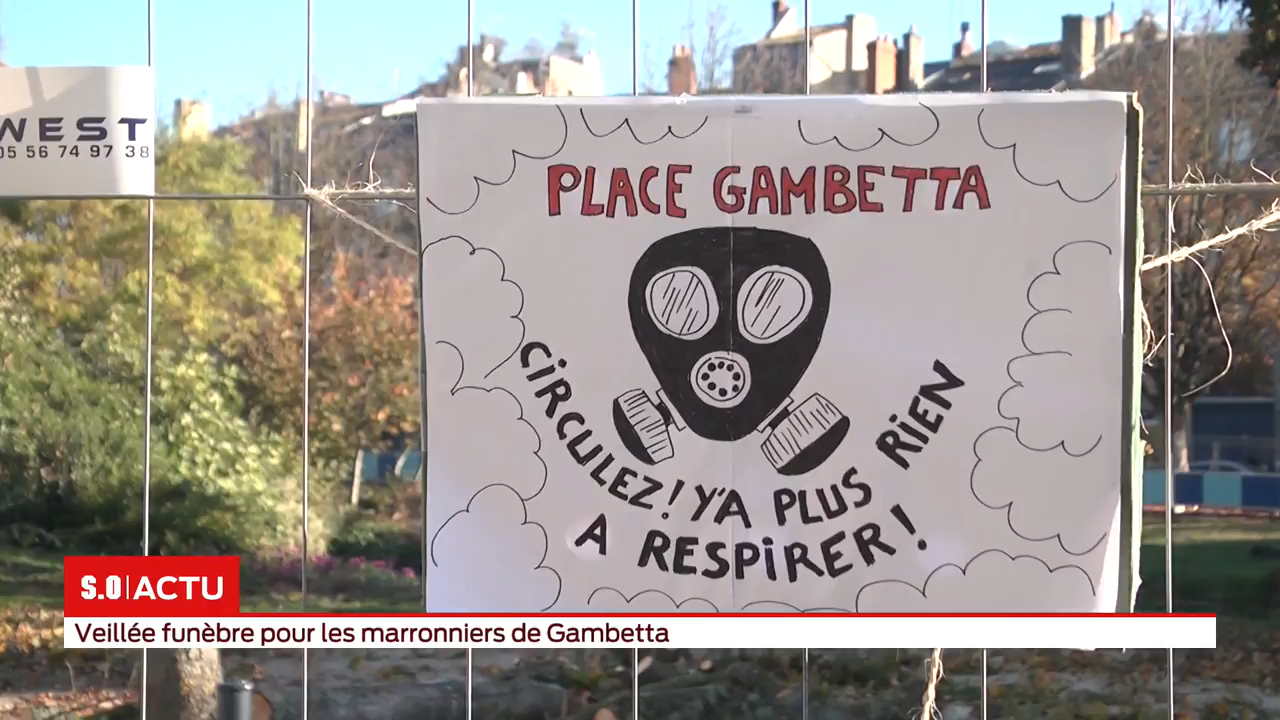 WEST
05 56 74 97 38
PLACE GAMBETTA
CiRCULEZ! Y'A PLUS RiEN
A RESPiRER!
S.O ACTU
Veillée funèbre pour les marronniers de Gambetta